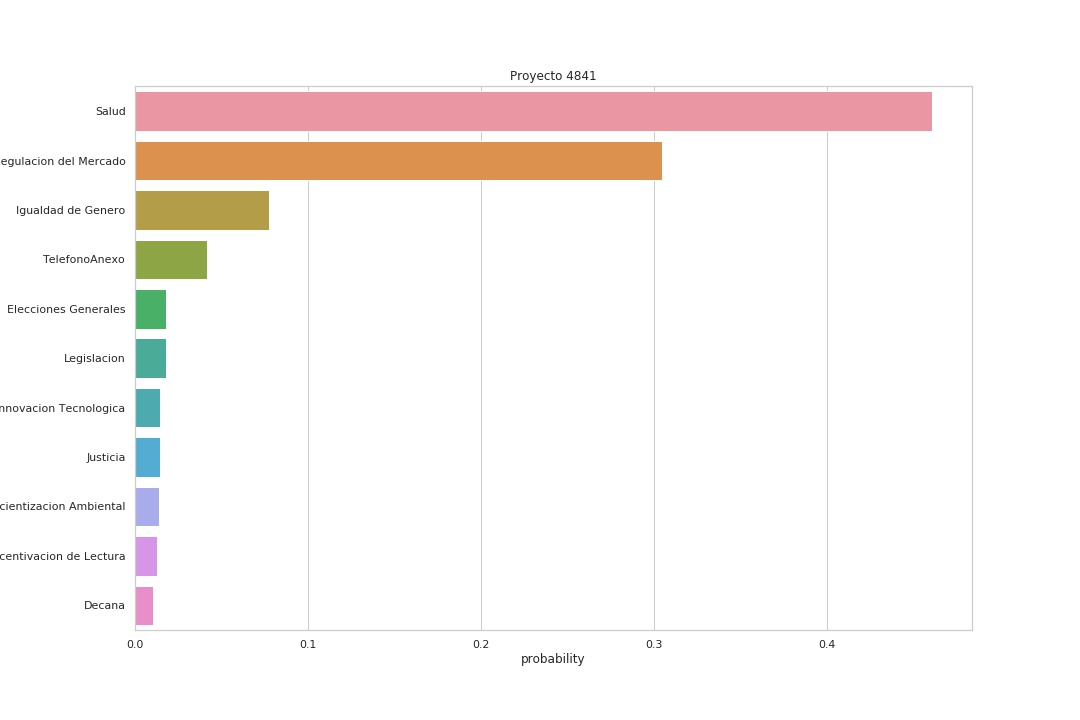 Proyecto 4841
Salud
egulacion del Mercado
Igualdad de Genero
TelefonoAnexo
Elecciones Generales
Legislacion
nnovacion Tecnologica
Justicia
cientizacion Ambiental
centivacion de Lectura
Decana
0.0 0.1 0.2 0.3 0.4
probability